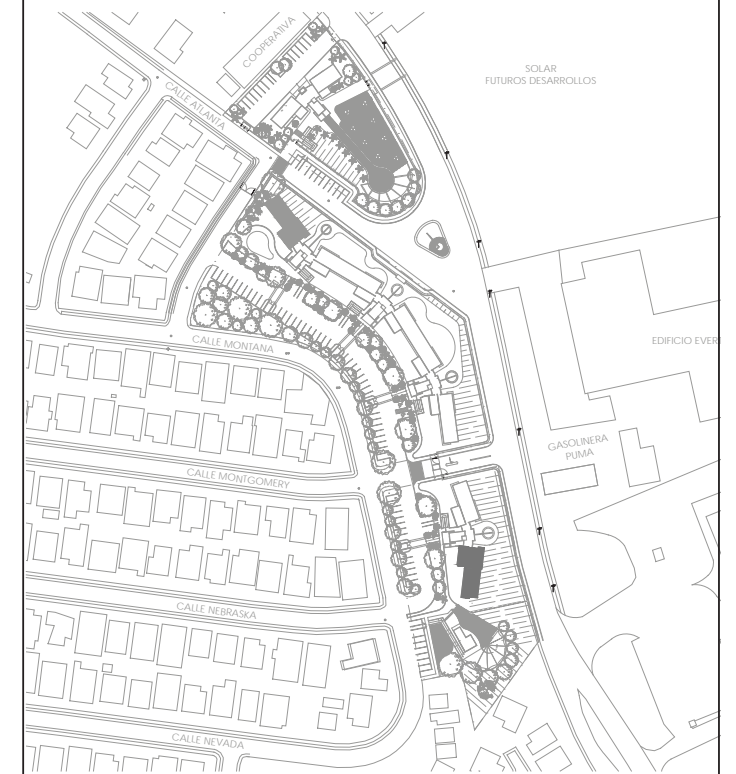 COOPERATIVA
SOLAR
FUTUROS DESARROLLOS
CALLE ATLANTA
CALLE MONTANA
EDIFICIO EVER
GASOLINERA
PUMA
CALLE MONTGOMERY
CALLE NEBRASKA
CALLE NEVADA